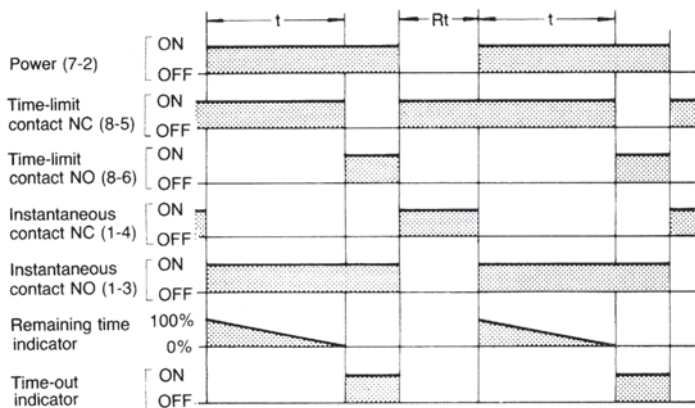 t Rt t
Power (7-2) ON
OFF
Time-limit ON
contact NC (8-5) OFF
Time-limit ON
contact NO (8-6) OFF
Instantaneous ON
contact NC (1-4) OFF
Instantaneous ON
contact NO (1-3) OFF
Remaining time 100%
indicator 0%
Time-out ON
indicator OFF